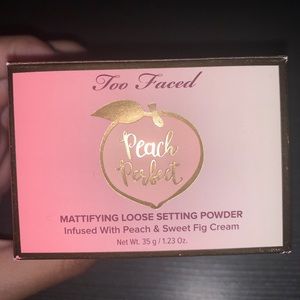 Too Faced
Peach
Perfect
MATTIFYING LOOSE SETTING POWDER
Infused With Peach & Sweet Fig Cream
Net Wt. 35 g / 1.23 Oz.